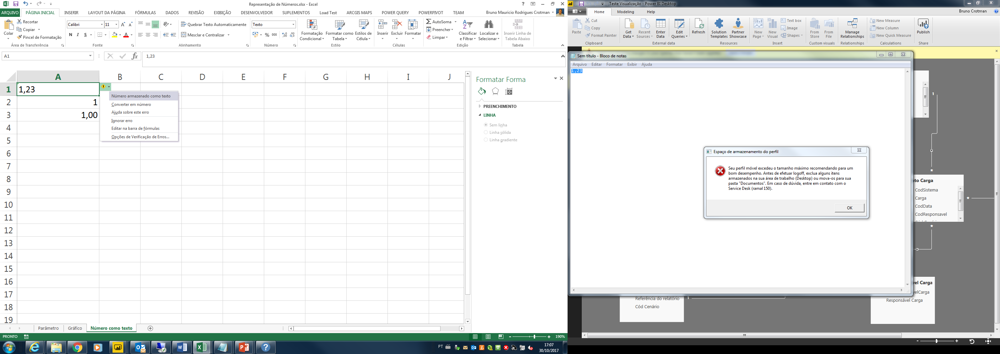 Representação de Números.xlsx - Excel
ARQUIVO PÁGINA INICIAL INSERIR LAYOUT DA PÁGINA FÓRMULAS DADOS REVISÃO EXIBIÇÃO DESENVOLVEDOR SUPLEMENTOS Load Test ARCGIS MAPS POWER QUERY POWERPIVOT TEAM Bruno Mauricio Rodrigues Crotman
Colar
Recortar
Copiar
Pincel de Formatação
Área de Transferência
Calibri 11
N I S
Fonte
Quebrar Texto Automaticamente
Mesclar e Centralizar
Alinhamento
Texto
% 000
Número
Formatação Condicional
Formatar como Tabela
Estilos de Célula
Estilo
Inserir Excluir Formatar
Células
AutoSoma
Preencher
Limpar
Classificar e Filtrar
Localizar e Selecionar
Edição
Inserir Linha de Tabela Abaixo
Tabela
A1 fx 1,23
A B C D E F G H I J
1 1,23
2 1
3 1,00
4
5
6
7
8
9
10
11
12
13
14
15
16
17
18
19
Número armazenado como texto
Converter em número
Ajuda sobre este erro
Ignorar erro
Editar na barra de fórmulas
Opções de Verificação de Erros...
Formatar Forma
PREENCHIMENTO
LINHA
Sem linha
Linha sólida
Linha gradiente
Parâmetro Gráfico Número como texto
PRONTO
190%
PT
17:07
30/10/2017
Teste Visualização - Power BI Desktop
Home Modeling Help
Bruno Crotman
Paste
Cut
Copy
Format Painter
Clipboard
Get Data
Recent Sources
Enter Data
Edit Queries
External data
Refresh
Solution Templates
Partner Showcase
Resources
New Page
New Visual
Text box
Image
Shapes
Insert
From Store
From File
Custom visuals
Manage Relationships
Relationships
New Measure
New Column
New Quick Measure
Calculations
Publish
Share
Sem título - Bloco de notas
Arquivo Editar Formatar Exibir Ajuda
1,23
Espaço de armazenamento do perfil
Seu perfil móvel excedeu o tamanho máximo recomendando para um
bom desempenho. Antes de efetuar logoff, exclua alguns itens
armazenados na sua área de trabalho (Desktop) ou mova-os para sua
pasta "Documentos". Em caso de dúvida, entre em contato com o
Service Desk (ramal 150).
OK
1
*
to Carga
CodSistema
Carga
CodData
CodResponsavel
*
*
vel Carga
velCarga
Responsável Carga
Referência do relatório
Cód Cenário
1